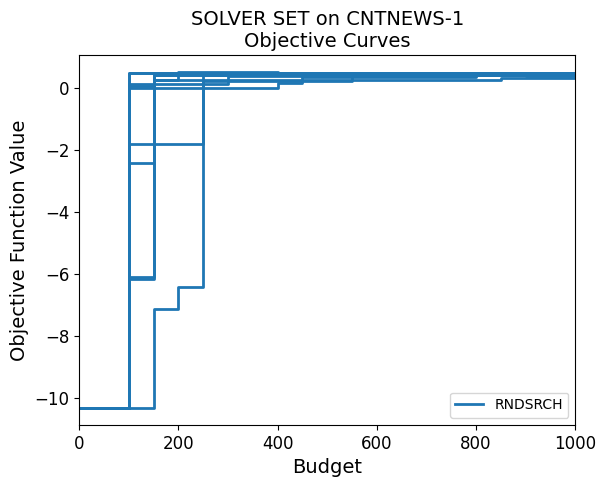 SOLVER SET on CNTNEWS-1
Objective Curves
Objective Function Value
0
−2
−4
−6
−8
−10
RNDSRCH
0 200 400 600 800 1000
Budget